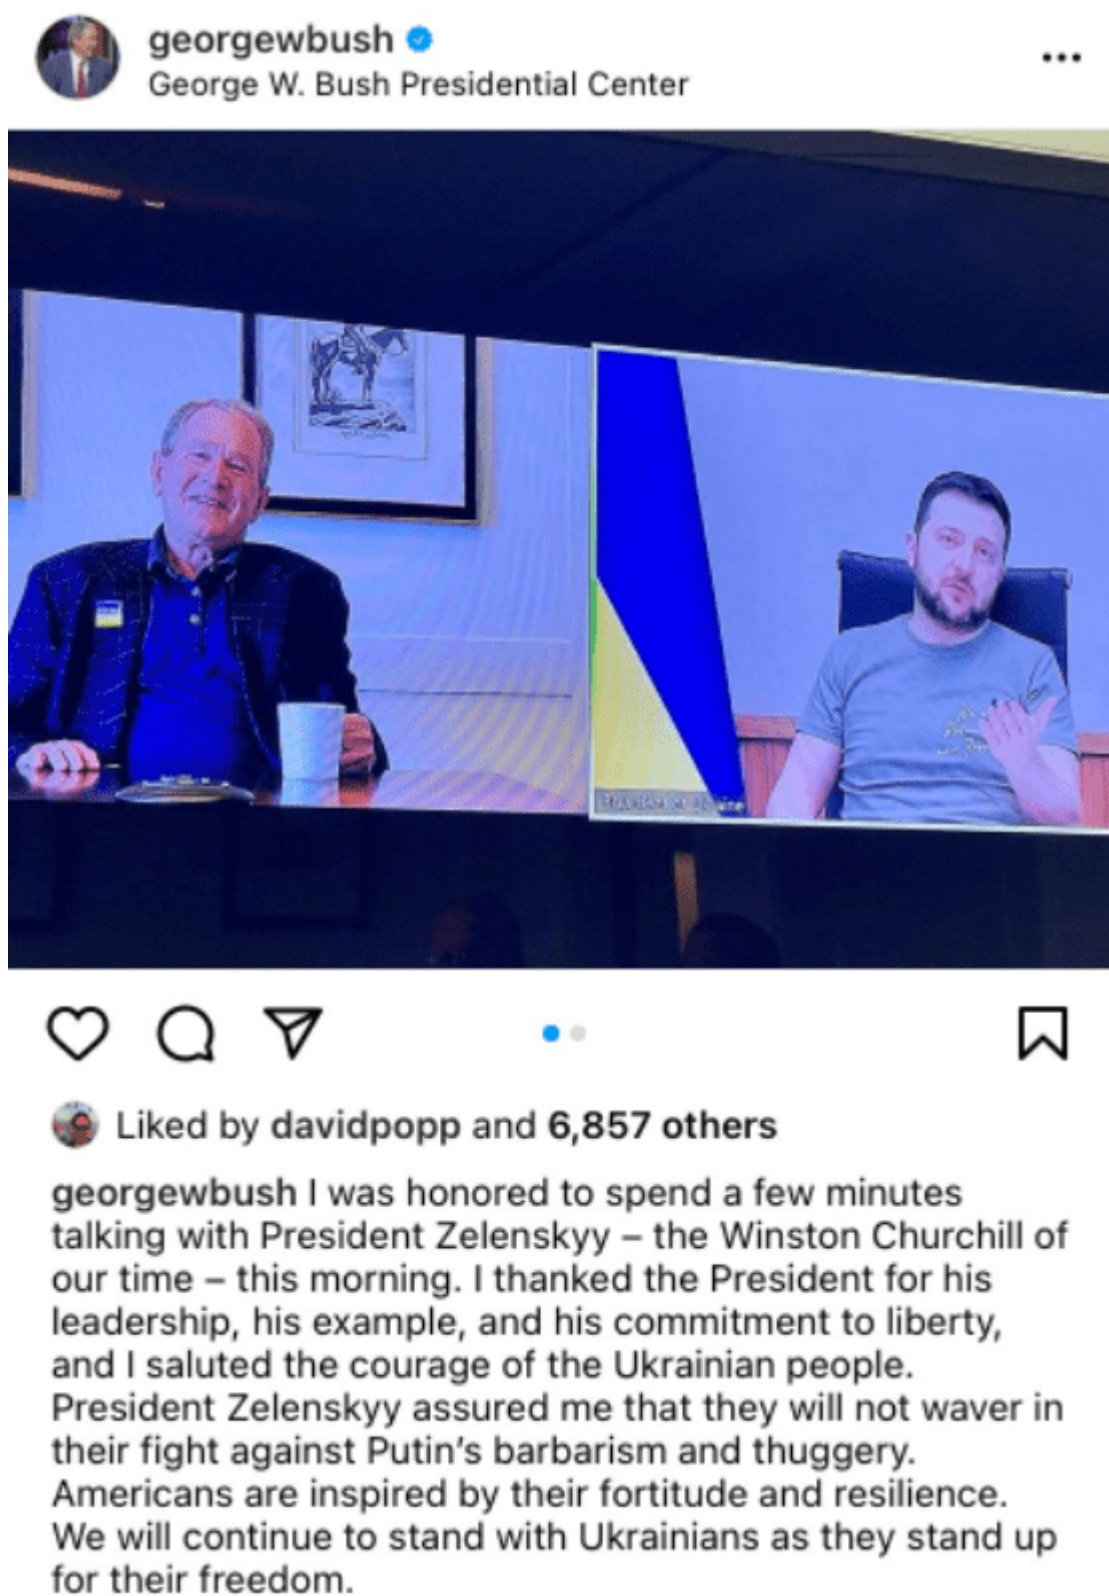 georgewbush
George W. Bush Presidential Center
Liked by davidpopp and 6,857 others
georgewbush I was honored to spend a few minutes
talking with President Zelenskyy – the Winston Churchill of
our time – this morning. I thanked the President for his
leadership, his example, and his commitment to liberty,
and I saluted the courage of the Ukrainian people.
President Zelenskyy assured me that they will not waver in
their fight against Putin's barbarism and thuggery.
Americans are inspired by their fortitude and resilience.
We will continue to stand with Ukrainians as they stand up
for their freedom.